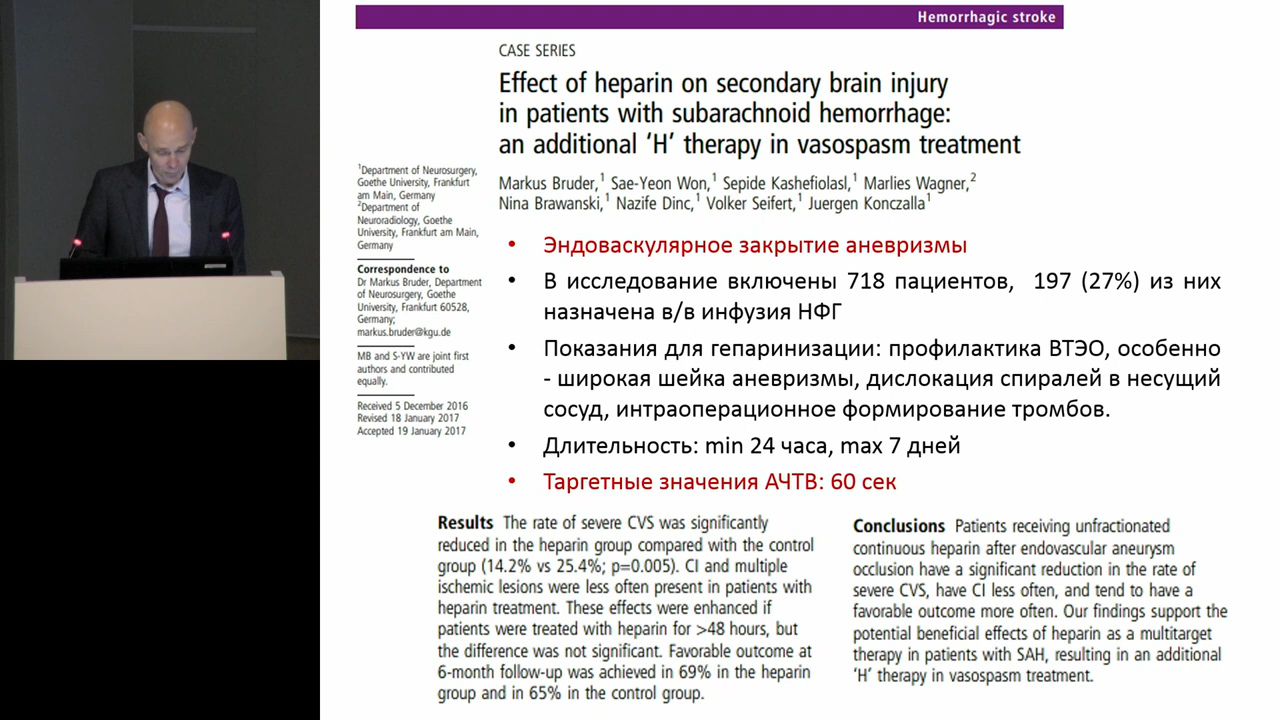 Hemorrhagic stroke
CASE SERIES
Effect of heparin on secondary brain injury
in patients with subarachnoid hemorrhage:
an additional ‘H’ therapy in vasospasm treatment
Markus Bruder,1 Sae-Yeon Won,1 Sepide Kashefiolasl,1 Marlies Wagner,2
Nina Brawanski,1 Nazife Dinc,1 Volker Seifert,1 Juergen Konczalla1
1Department of Neurosurgery,
Goethe University, Frankfurt
am Main, Germany
2Department of
Neuroradiology, Goethe
University, Frankfurt am Main,
Germany
Correspondence to
Dr Markus Bruder, Department
of Neurosurgery, Goethe
University, Frankfurt 60528,
Germany;
markus.bruder@kgu.de
MB and S-YW are joint first
authors and contributed
equally.
Received 5 December 2016
Revised 18 January 2017
Accepted 19 January 2017
• Эндоваскулярное закрытие аневризмы
• В исследование включены 718 пациентов, 197 (27%) из них
назначена в/в инфузия НФГ
• Показания для гепаринизации: профилактика ВТЭО, особенно
- широкая шейка аневризмы, дислокация спиралей в несущий
сосуд, интраоперационное формирование тромбов.
• Длительность: min 24 часа, max 7 дней
• Таргетные значения АЧТВ: 60 сек
Results The rate of severe CVS was significantly
reduced in the heparin group compared with the control
group (14.2% vs 25.4%; p=0.005). CI and multiple
ischemic lesions were less often present in patients with
heparin treatment. These effects were enhanced if
patients were treated with heparin for >48 hours, but
the difference was not significant. Favorable outcome at
6-month follow-up was achieved in 69% in the heparin
group and in 65% in the control group.
Conclusions Patients receiving unfractionated
continuous heparin after endovascular aneurysm
occlusion have a significant reduction in the rate of
severe CVS, have CI less often, and tend to have a
favorable outcome more often. Our findings support the
potential beneficial effects of heparin as a multitarget
therapy in patients with SAH, resulting in an additional
‘H’ therapy in vasospasm treatment.